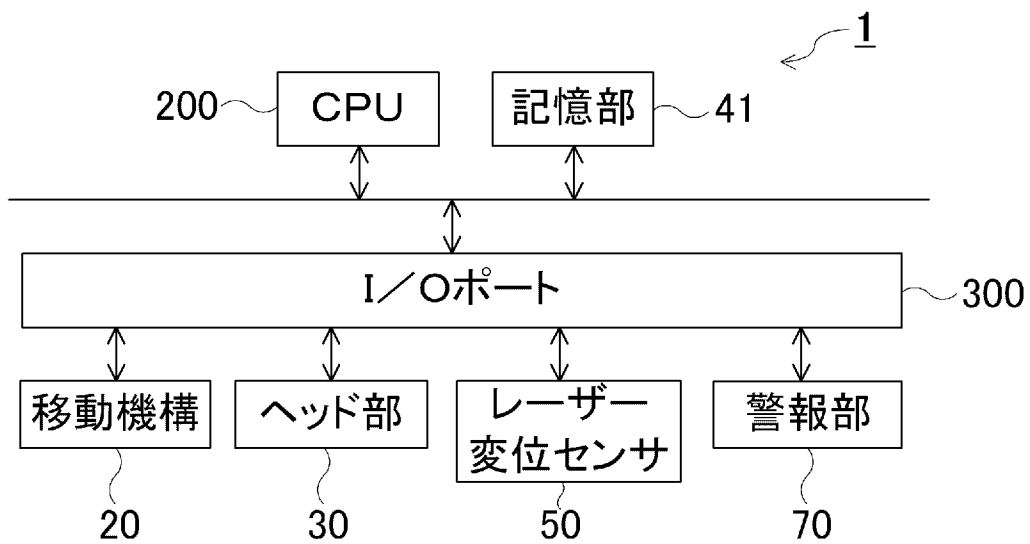 1
200
CPU
記憶部
41
I/Oポート
300
移動機構
ヘッド部
レーザー
変位センサ
警報部
20
30
50
70